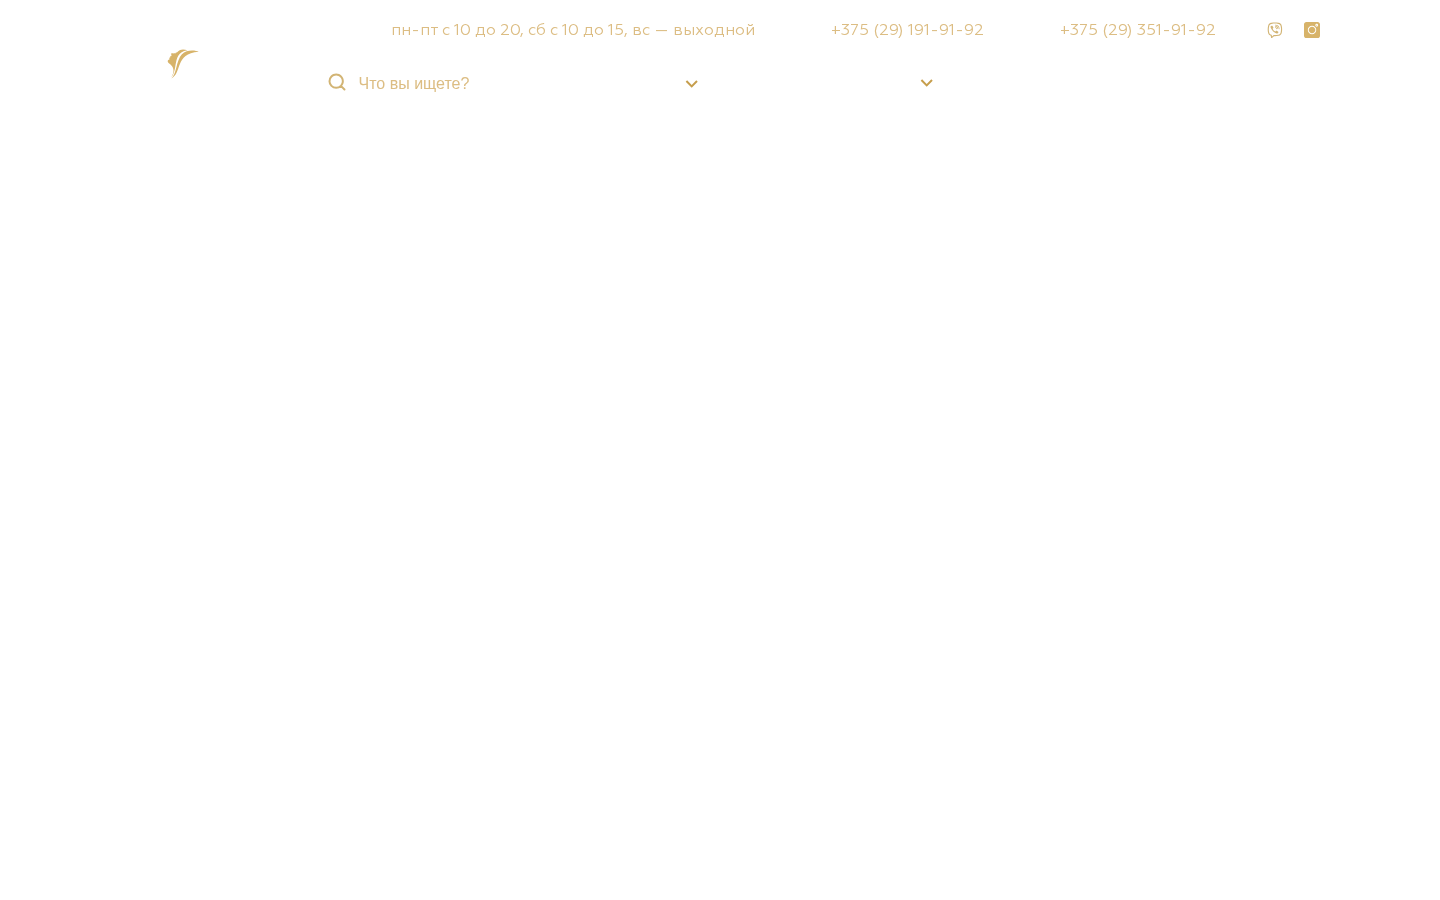 пн-пт с 10 до 20, сб с 10 до 15, вс — выходной
+375 (29) 191-91-92
+375 (29) 351-91-92
Что вы ищете?